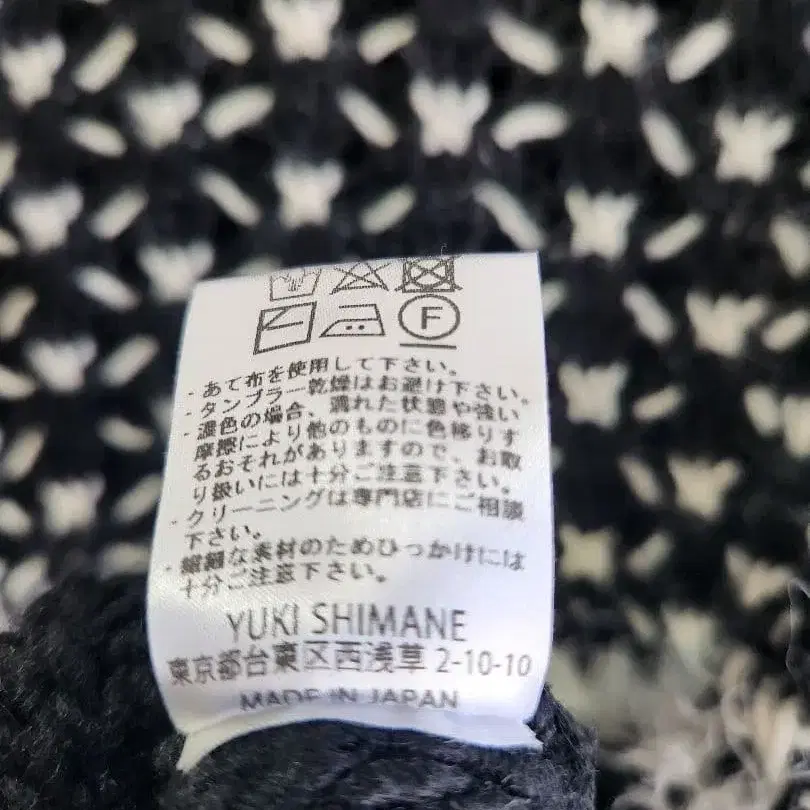 F
・あて布を使用して下さい。
・タンブラー乾燥はお避け下さい。
・濃色の場合、濡れた状態や強い
摩擦により他のものに色移りす
るおそれがありますので、お取
り扱いには十分ご注意下さい。
・クリーニングは専門店にご相談
下さい。
・繊細な素材のためひっかけには
十分ご注意下さい。
YUKI SHIMANE
東京都台東区西浅草 2-10-10
MADE IN JAPAN